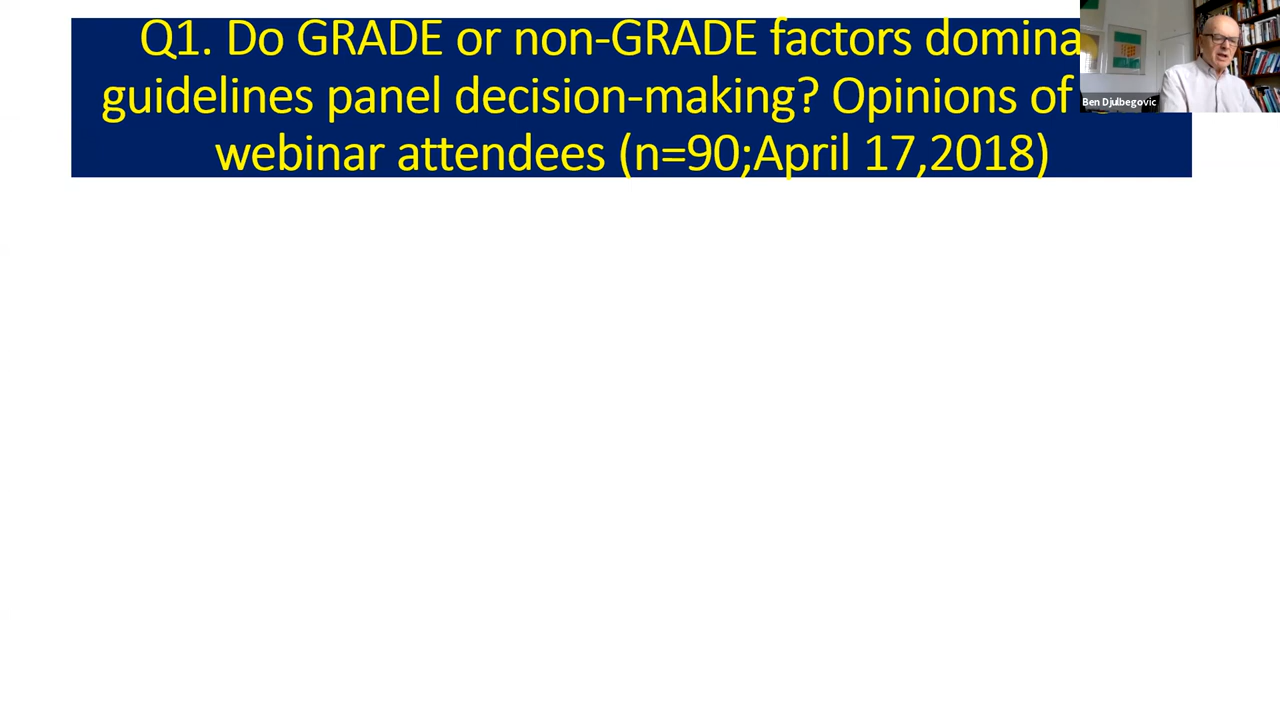 Q1. Do GRADE or non-GRADE factors
guidelines panel decision-making? Opinions of
webinar attendees (n=90;April 17,2018)
Ben Djulbegovic